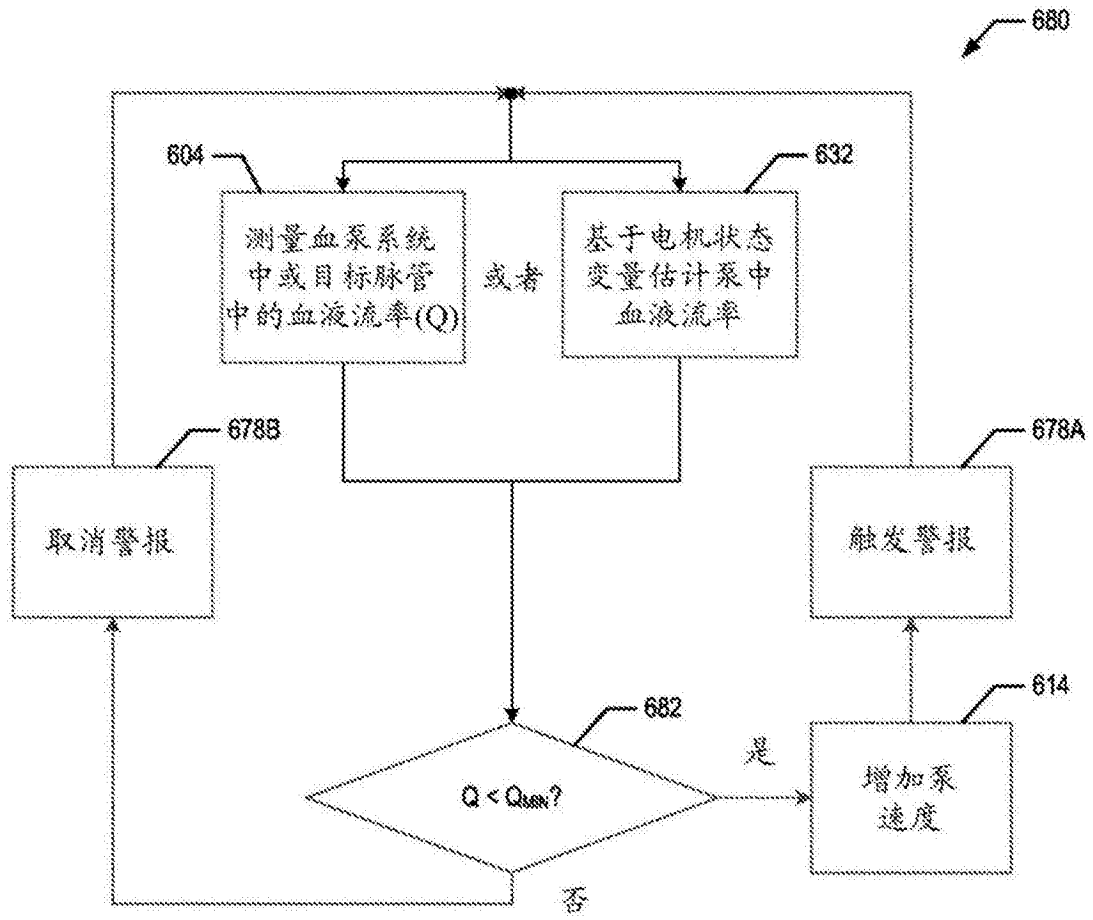 680
604
632
测量血泵系统
中或目标脉管
中的血液流率(Q)
或者
基于电机状态
变量估计泵中
血液流率
678B
678A
取消警报
触发警报
682
614
Q < QMIN?
是
增加泵
速度
否